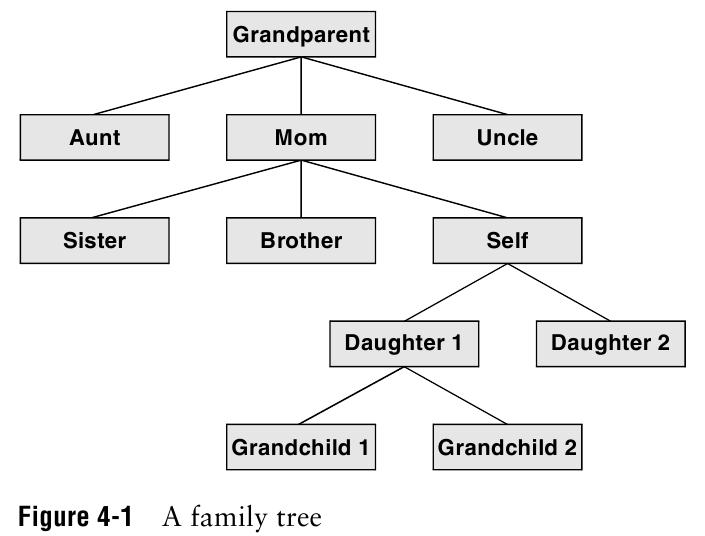 Grandparent
Aunt Mom Uncle
Sister Brother Self
Daughter 1 Daughter 2
Grandchild 1 Grandchild 2
Figure 4-1 A family tree